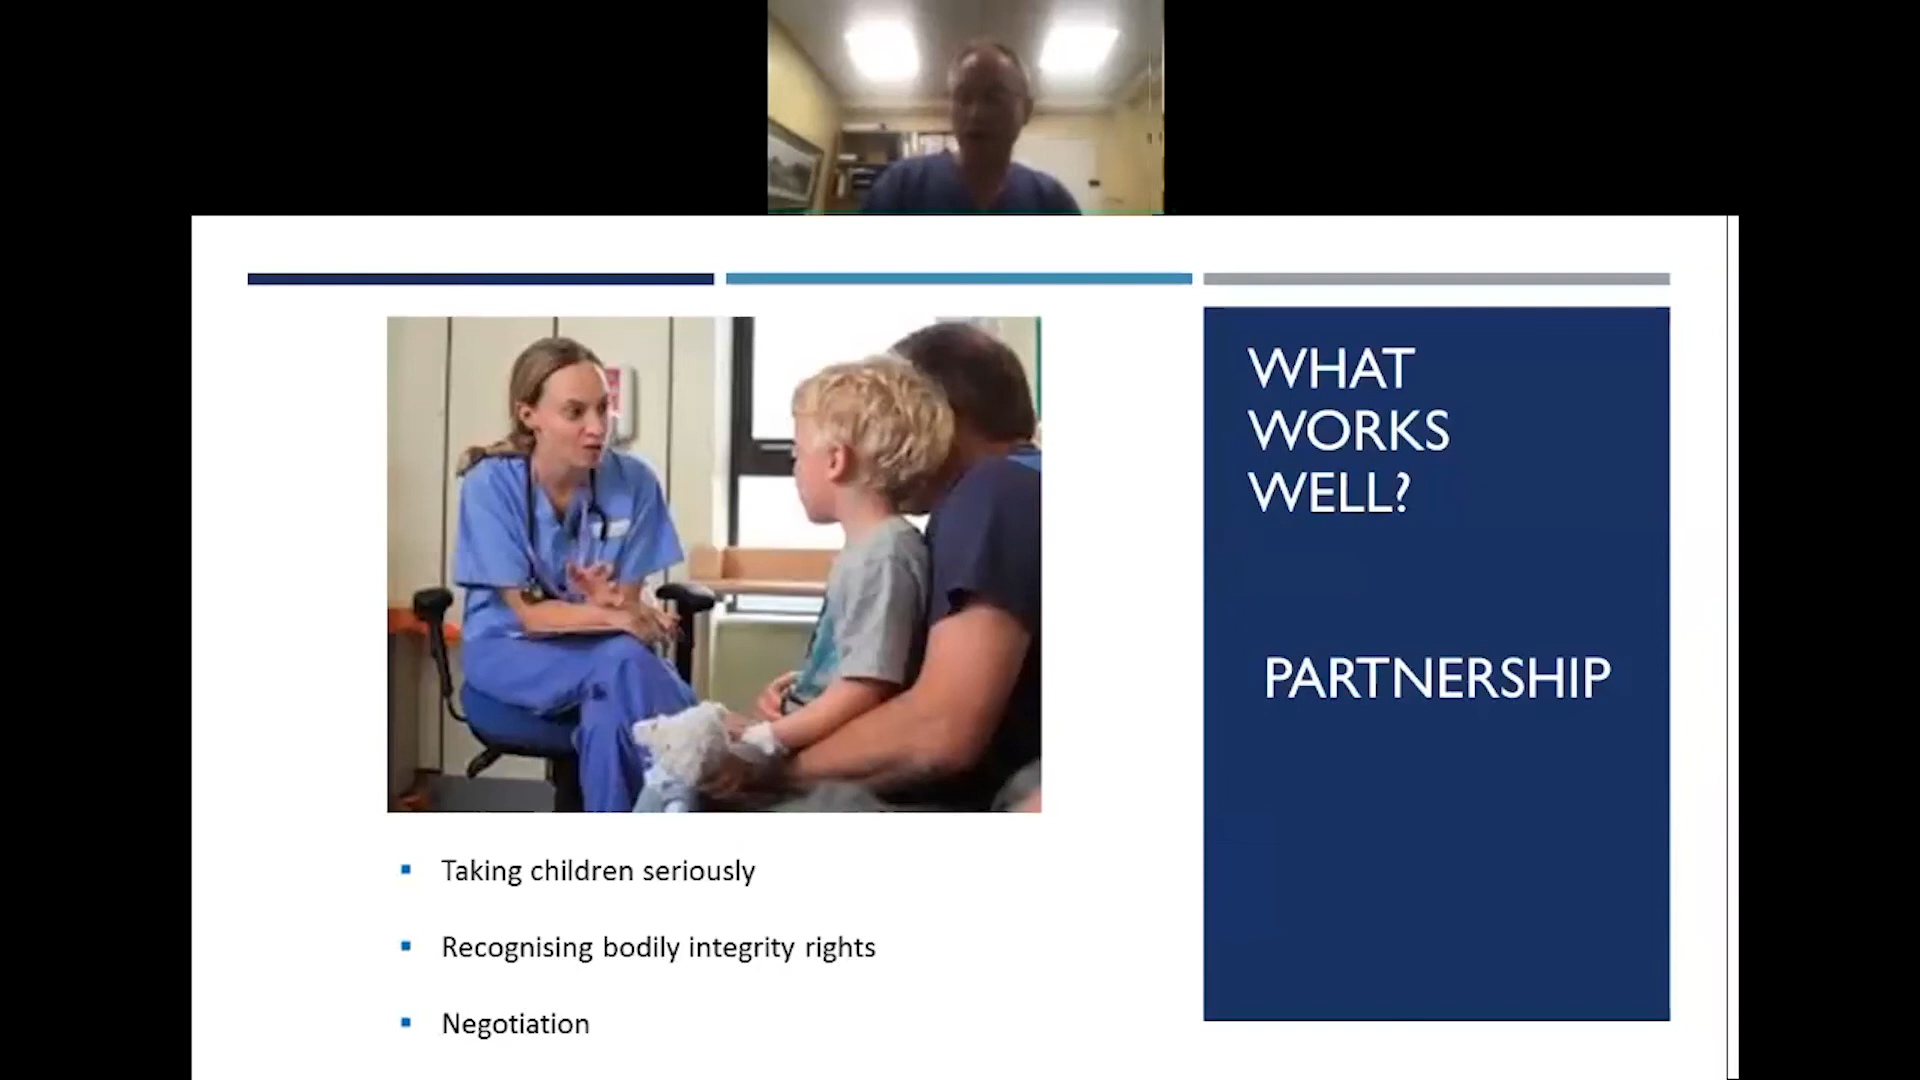 WHAT
WORKS
WELL?
PARTNERSHIP
Taking children seriously
Recognising bodily integrity rights
Negotiation